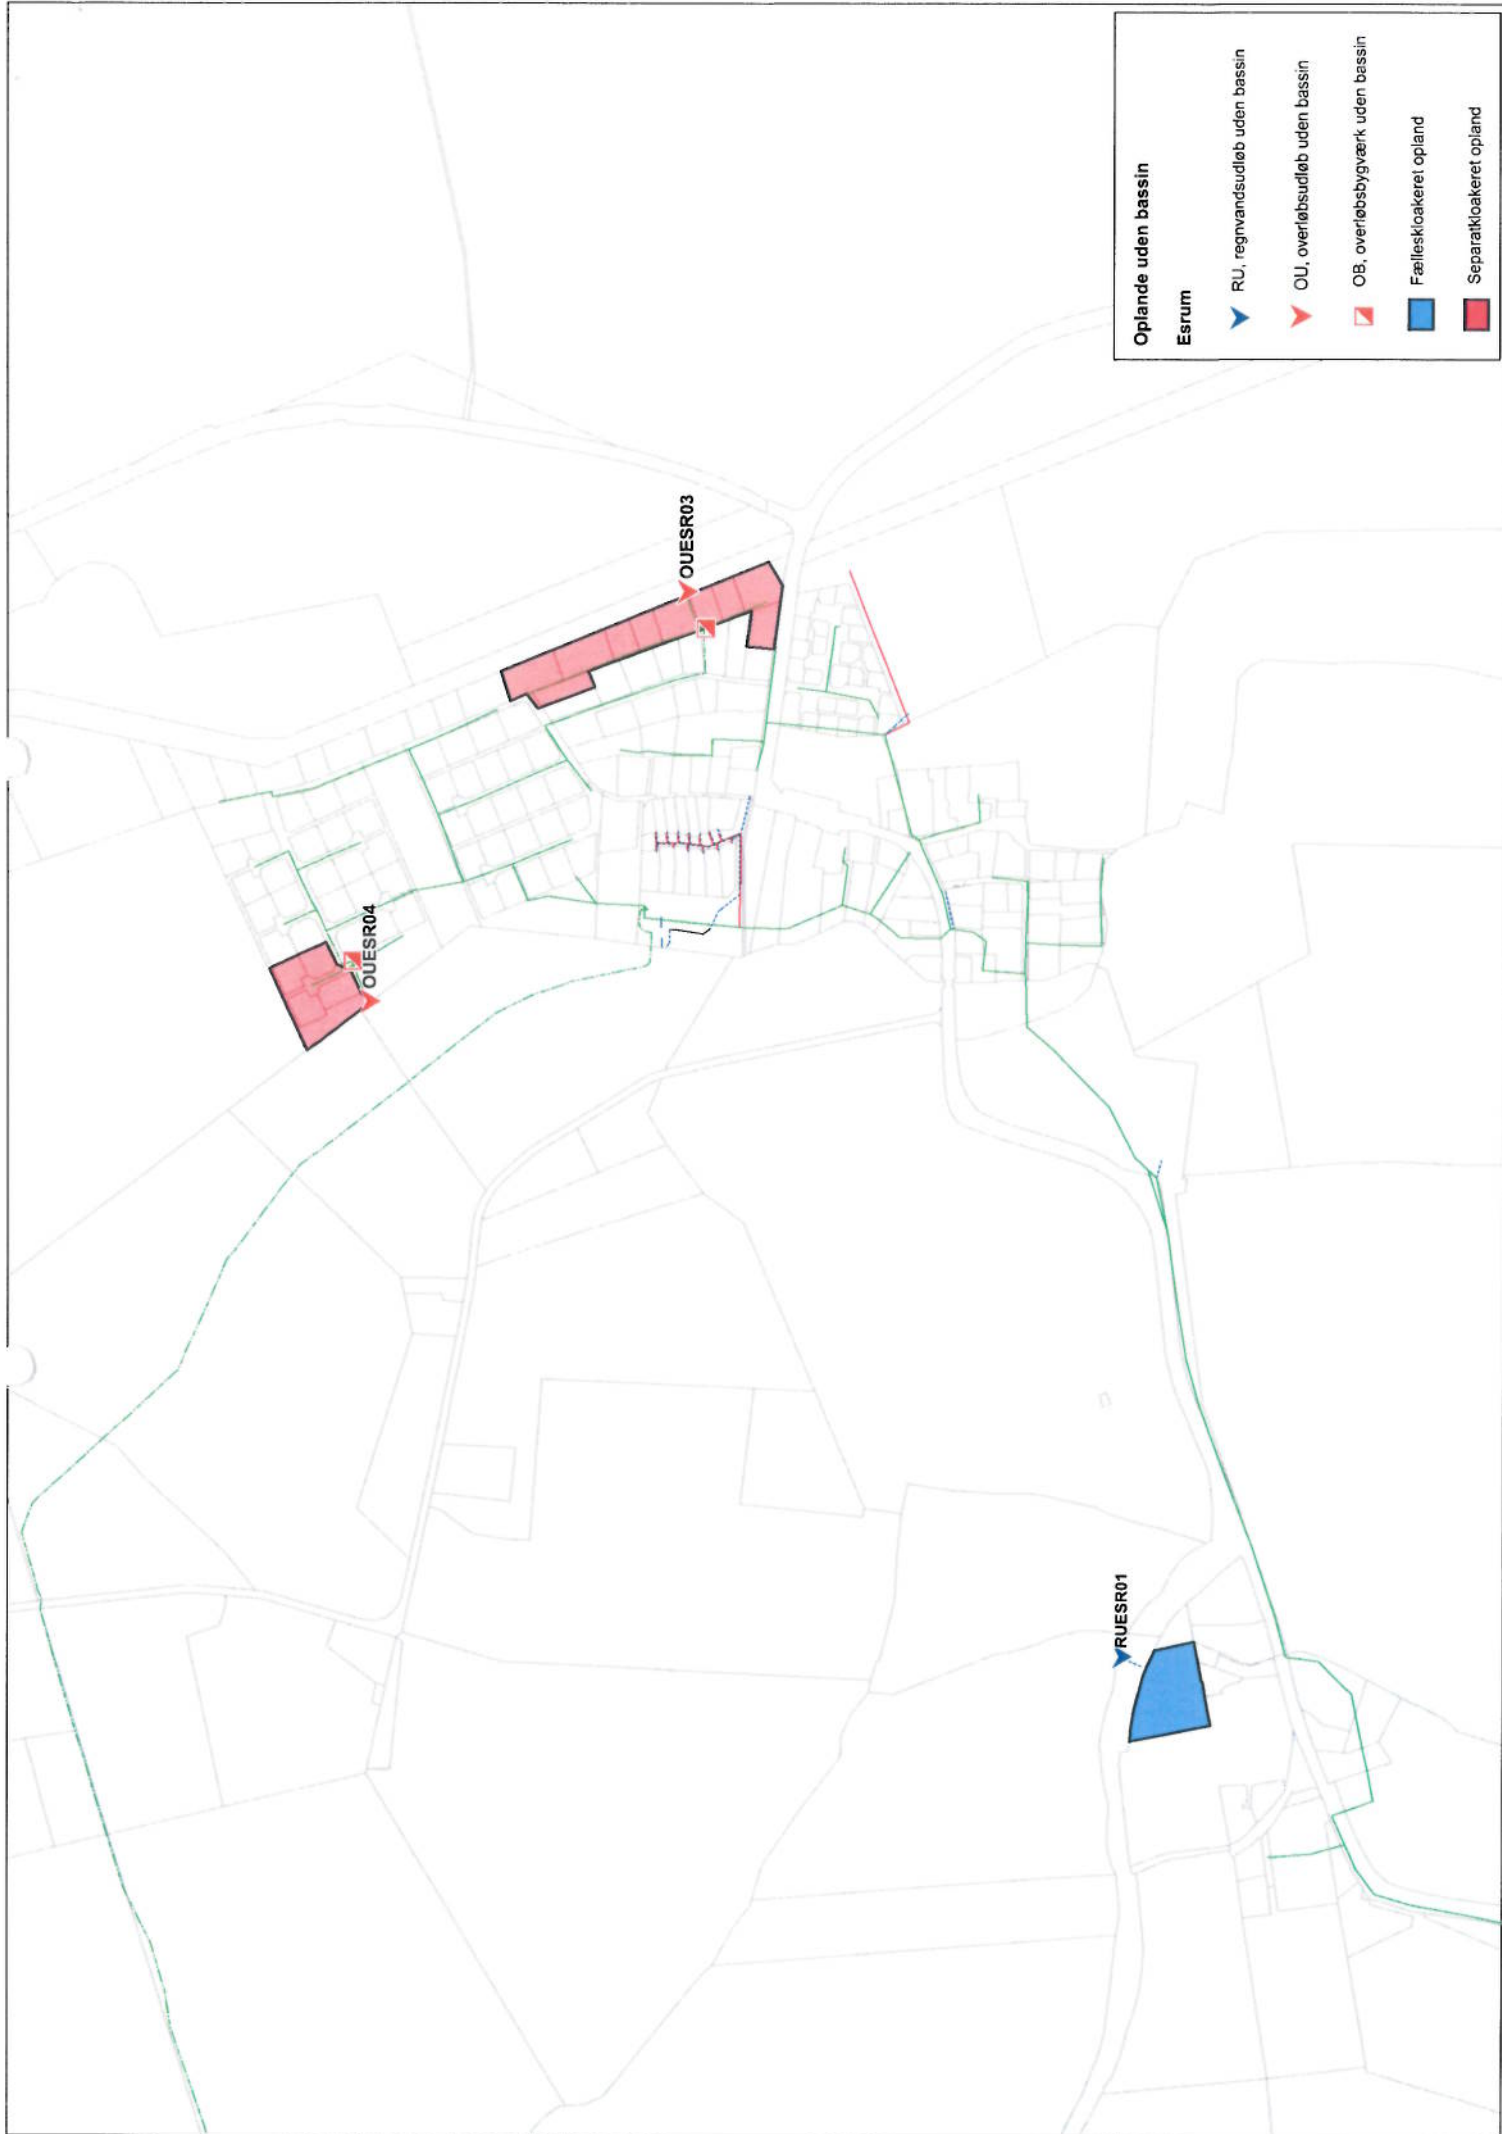 Oplande uden bassin
Esrum
RU, regnvandsudløb uden bassin
OU, overløbsudløb uden bassin
OB, overløbsbygværk uden bassin
Fælleskloakeret opland
Separatkloakeret opland
OUESR03
OUESR04
RUESR01